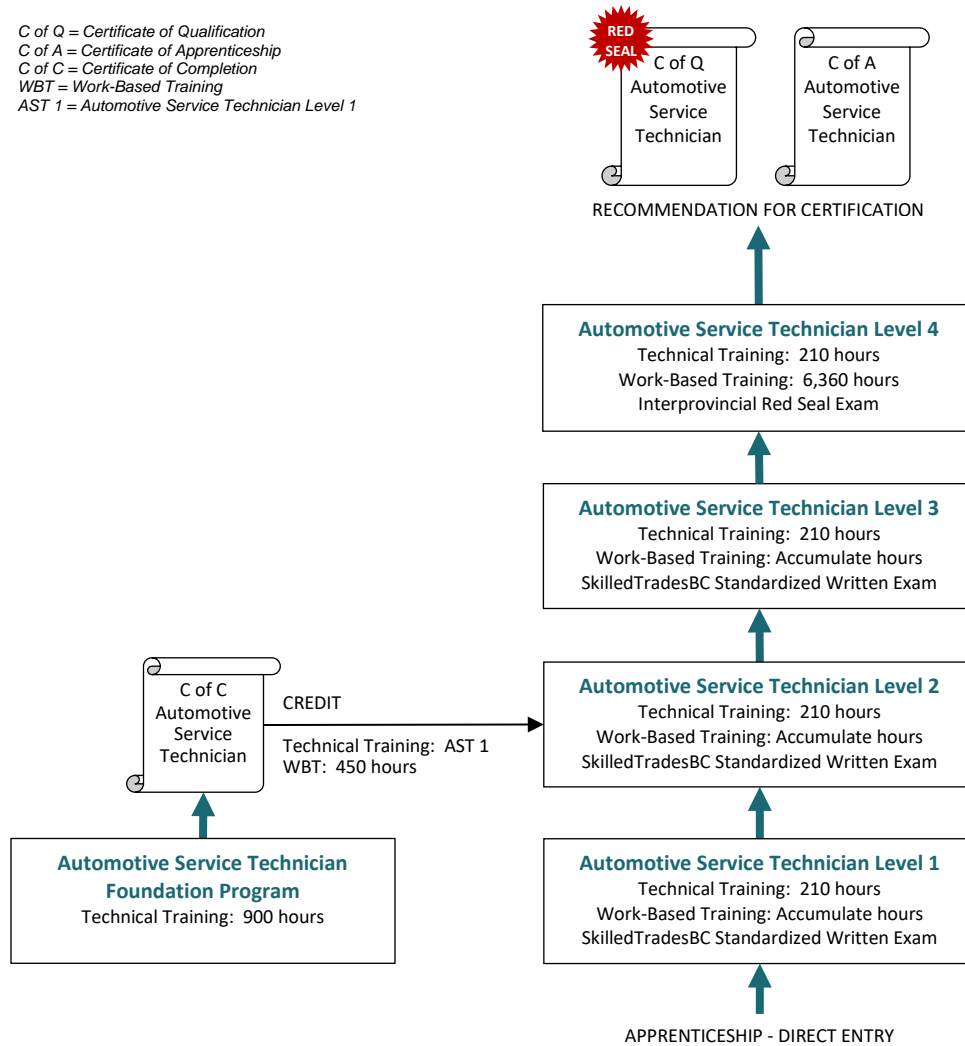 C of Q = Certificate of Qualification
C of A = Certificate of Apprenticeship
C of C = Certificate of Completion
WBT = Work-Based Training
AST 1 = Automotive Service Technician Level 1
RED
SEAL
C of Q
Automotive
Service
Technician
C of A
Automotive
Service
Technician
RECOMMENDATION FOR CERTIFICATION
Automotive Service Technician Level 4
Technical Training: 210 hours
Work-Based Training: 6,360 hours
Interprovincial Red Seal Exam
Automotive Service Technician Level 3
Technical Training: 210 hours
Work-Based Training: Accumulate hours
SkilledTradesBC Standardized Written Exam
C of C
Automotive
Service
Technician
CREDIT
Technical Training: AST 1
WBT: 450 hours
Automotive Service Technician Level 2
Technical Training: 210 hours
Work-Based Training: Accumulate hours
SkilledTradesBC Standardized Written Exam
Automotive Service Technician
Foundation Program
Technical Training: 900 hours
Automotive Service Technician Level 1
Technical Training: 210 hours
Work-Based Training: Accumulate hours
SkilledTradesBC Standardized Written Exam
APPRENTICESHIP - DIRECT ENTRY